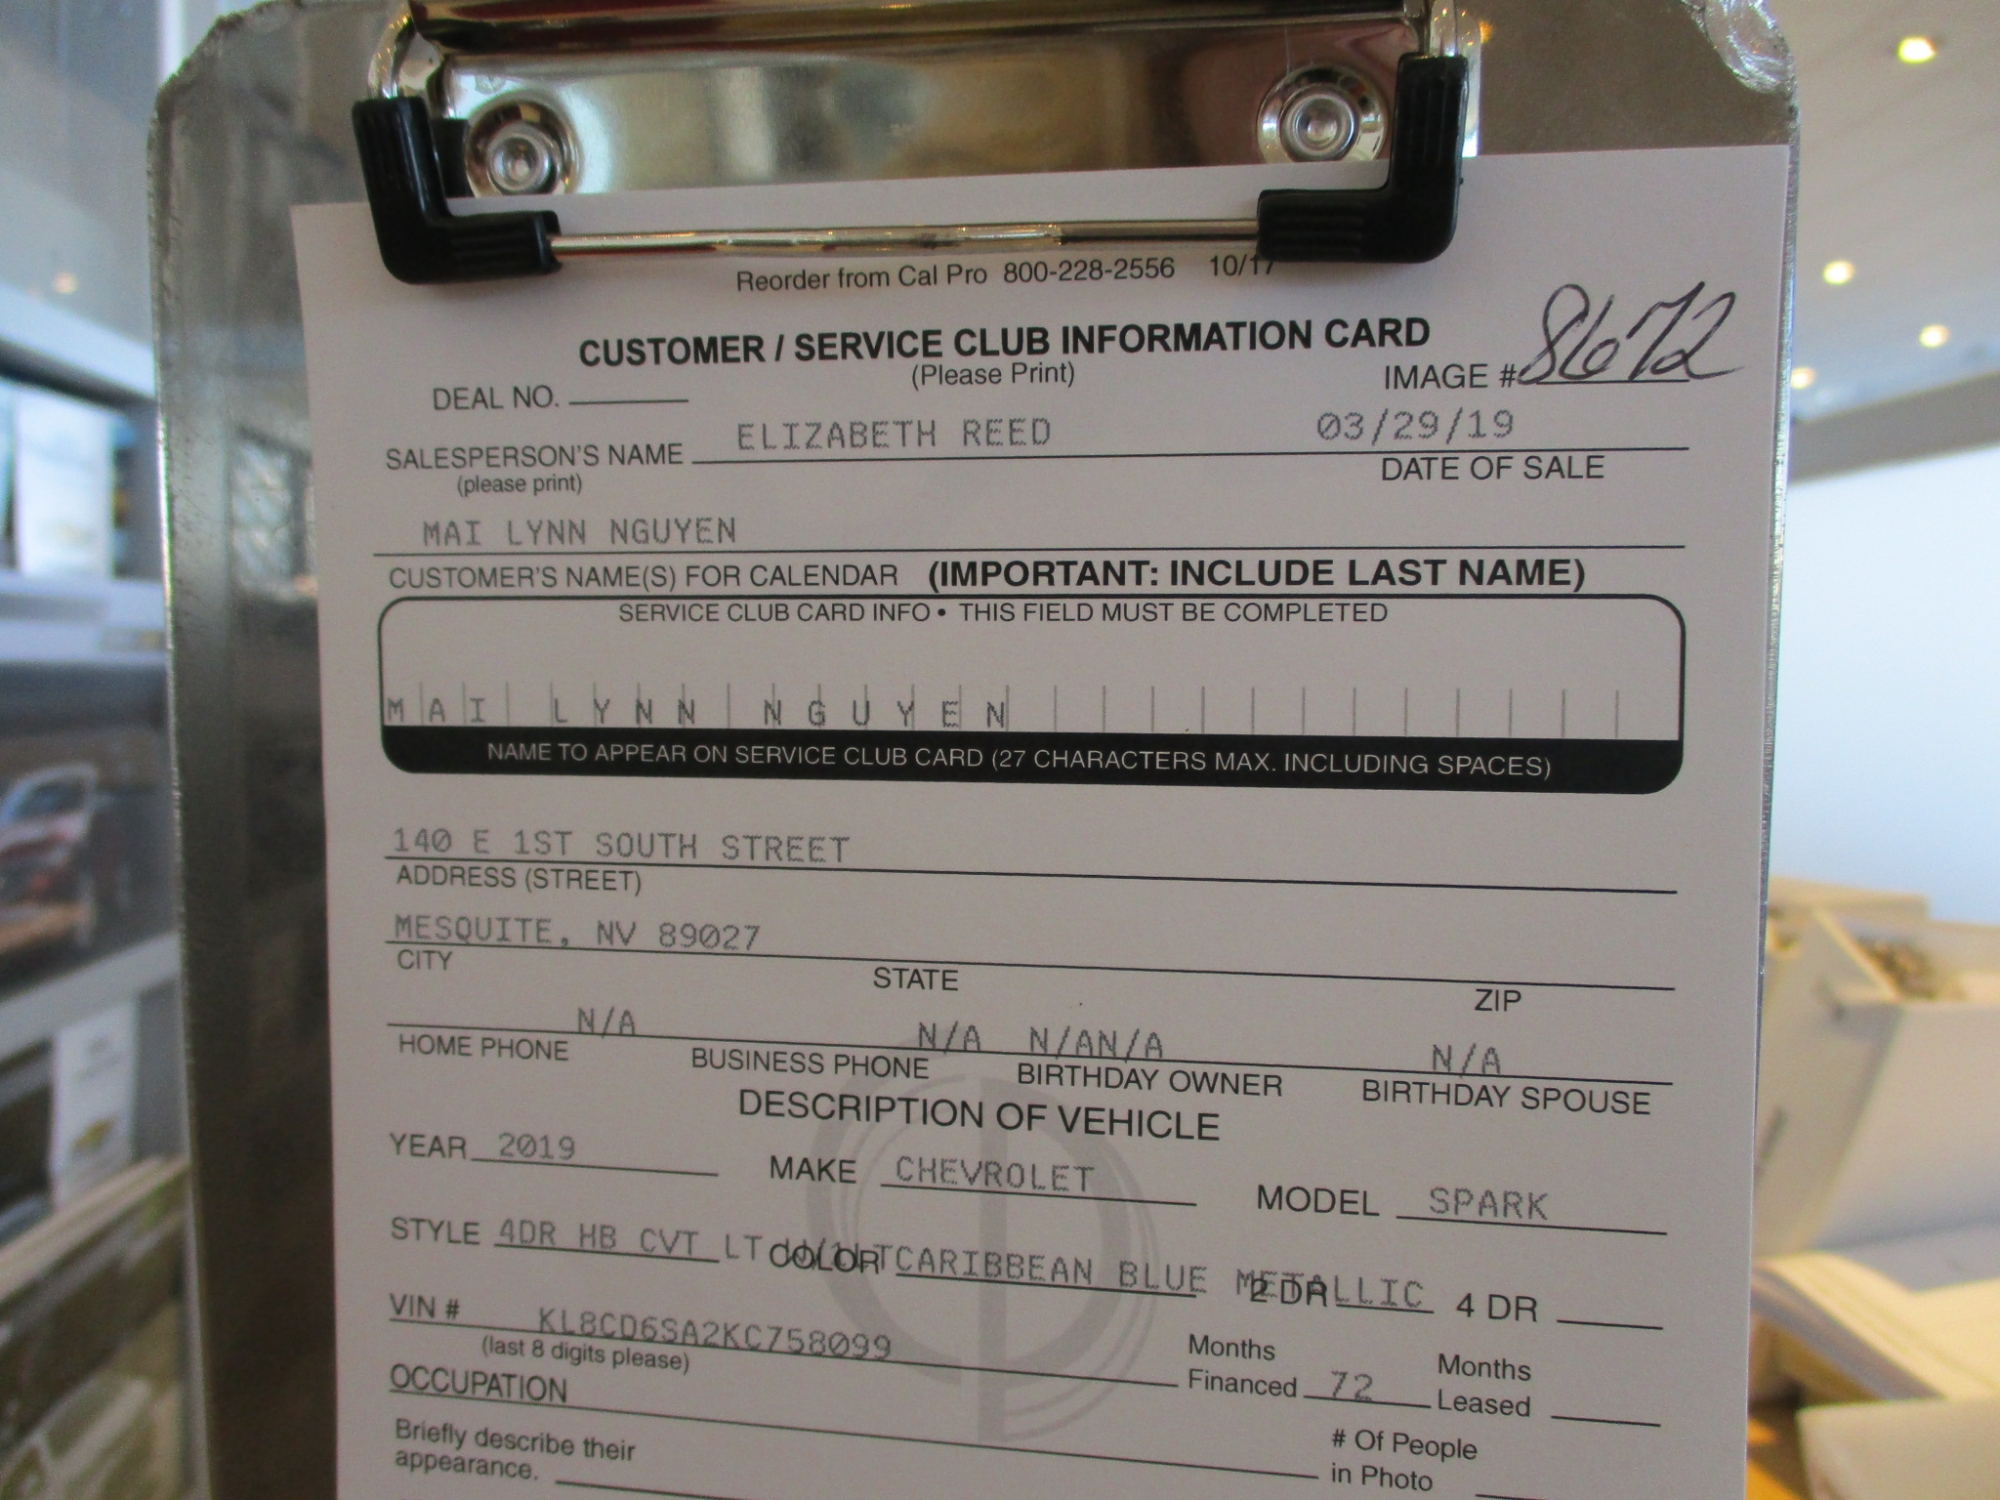 Reorder from Cal Pro 800-228-2556 10/17
CUSTOMER / SERVICE CLUB INFORMATION CARD
(Please Print)
DEAL NO. IMAGE # 8672
SALESPERSON'S NAME ELIZABETH REED 03/29/19
(please print) DATE OF SALE
MAI LYNN NGUYEN
CUSTOMER'S NAME(S) FOR CALENDAR (IMPORTANT: INCLUDE LAST NAME)
SERVICE CLUB CARD INFO • THIS FIELD MUST BE COMPLETED
MAI LYNN NGUYEN
NAME TO APPEAR ON SERVICE CLUB CARD (27 CHARACTERS MAX. INCLUDING SPACES)
140 E 1ST SOUTH STREET
ADDRESS (STREET)
MESQUITE, NV 89027
CITY STATE ZIP
N/A N/A N/AN/A N/A
HOME PHONE BUSINESS PHONE BIRTHDAY OWNER BIRTHDAY SPOUSE
DESCRIPTION OF VEHICLE
YEAR 2019 MAKE CHEVROLET MODEL SPARK
STYLE 4DR HB CVT LT COLOR CARIBBEAN BLUE METALLIC 2 DR 4 DR
VIN # KL8CD6SA2KC758099
(last 8 digits please)
Months Financed 72 Months Leased
OCCUPATION
Briefly describe their appearance.
# Of People in Photo